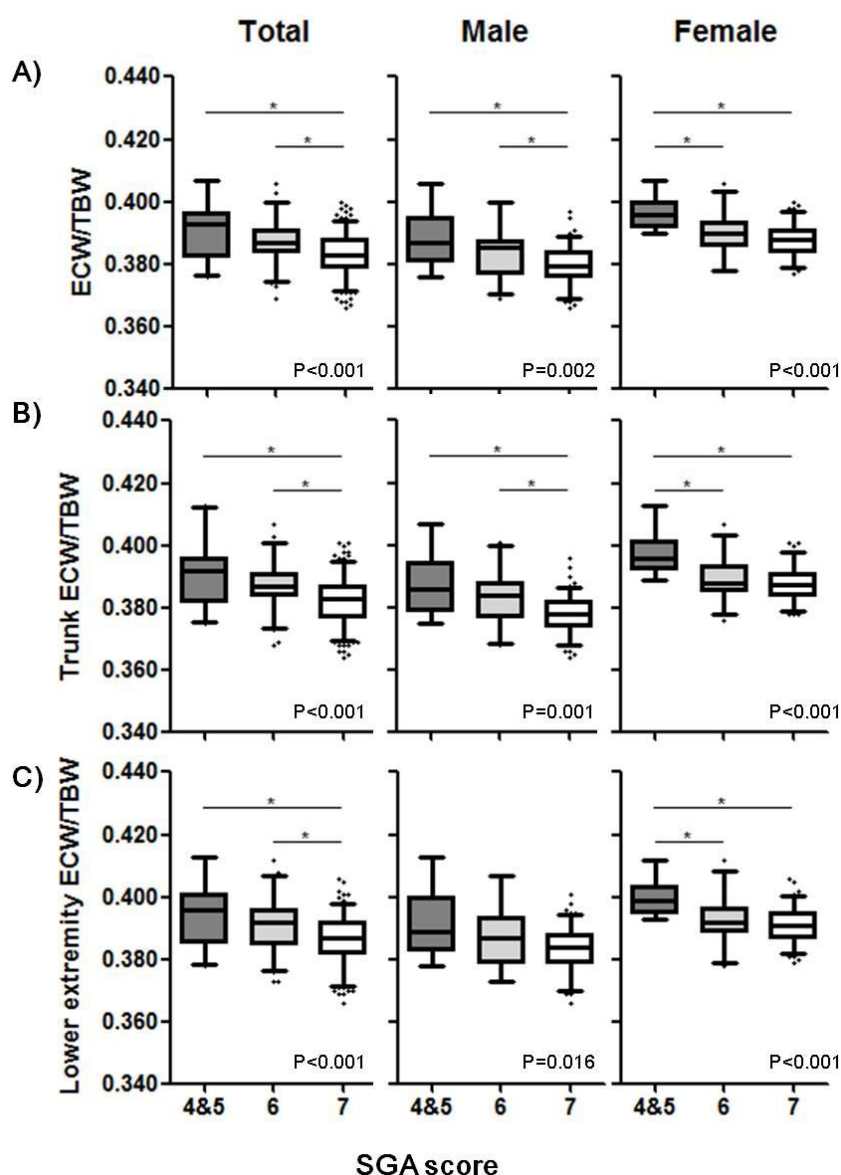 Total Male Female
A)
ECW/TBW
0.440
0.420
0.400
0.380
0.360
0.340
* * * * * *
P<0.001 P=0.002 P<0.001
B)
Trunk ECW/TBW
0.440
0.420
0.400
0.380
0.360
0.340
* * * * * *
P<0.001 P=0.001 P<0.001
C)
Lower extremity ECW/TBW
0.440
0.420
0.400
0.380
0.360
0.340
* * * *
P<0.001 P=0.016 P<0.001
4&5 6 7 4&5 6 7 4&5 6 7
SGA score